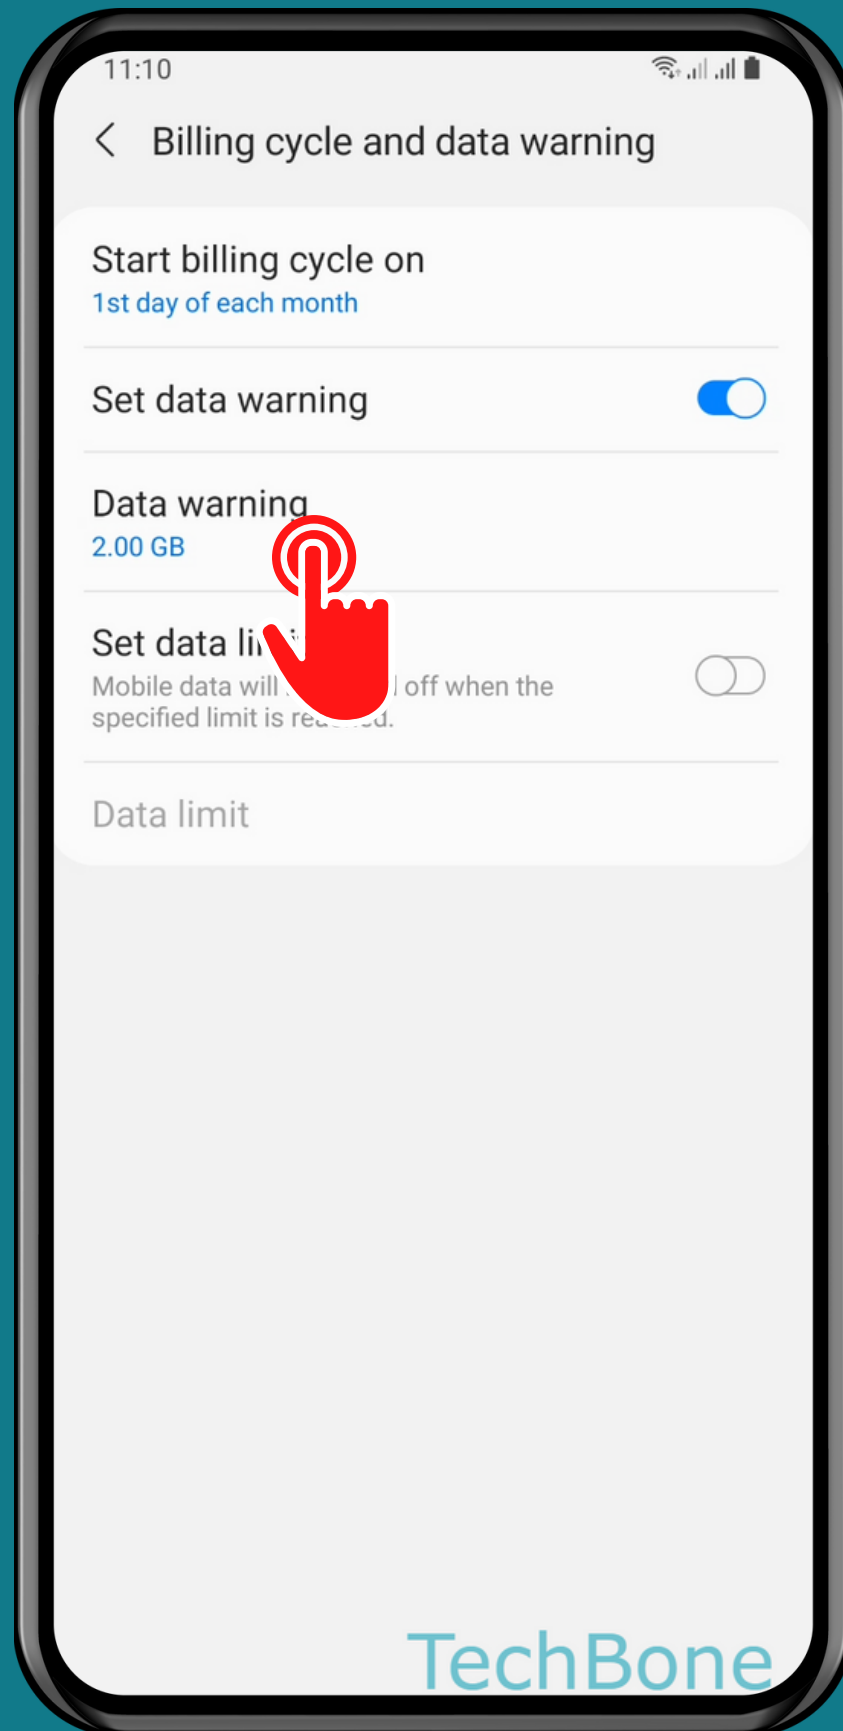 11:10
Billing cycle and data warning
Start billing cycle on
1st day of each month
Set data warning
Data warning
2.00 GB
Set data
Mobile data will off when the
specified limit is
Data limit
TechBone